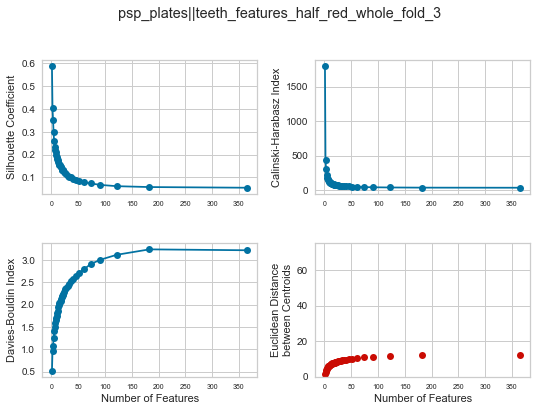 psp_plates||teeth_features_half_red_whole_fold_3
Silhouette Coefficient
0.6
0.5
0.4
0.3
0.2
0.1
0 50 100 150 200 250 300 350
Calinski-Harabasz Index
1500
1000
500
0
0 50 100 150 200 250 300 350
Davies-Bouldin Index
3.0
2.5
2.0
1.5
1.0
0.5
0 50 100 150 200 250 300 350
Number of Features
Euclidean Distance
between Centroids
60
40
20
0
0 50 100 150 200 250 300 350
Number of Features